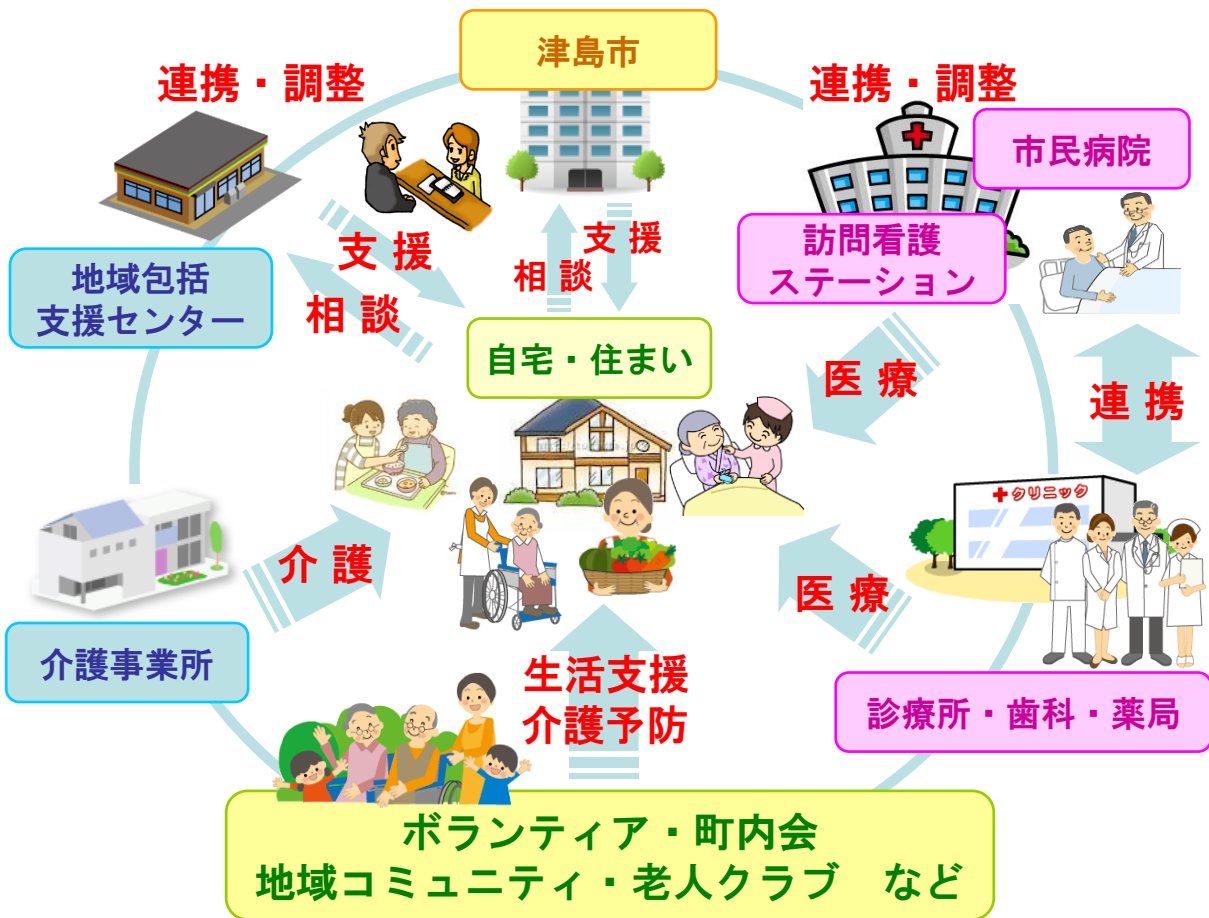 津島市
連携・調整
連携・調整
市民病院
訪問看護
ステーション
支援
相談
支援
相談
地域包括
支援センター
自宅・住まい
医療
連携
クリニック
介護
医療
介護事業所
生活支援
介護予防
診療所・歯科・薬局
ボランティア・町内会
地域コミュニティ・老人クラブ　など